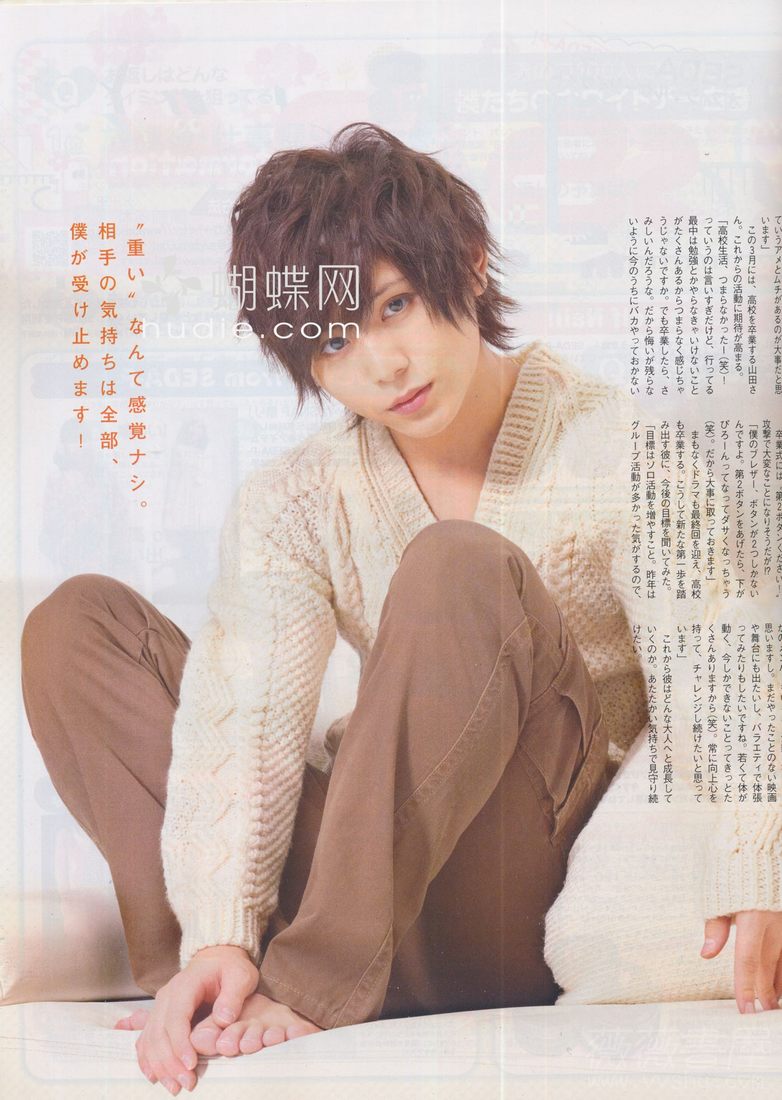 "重い"なんて感覚ナシ。
相手の気持ちは全部、
僕が受け止めます!
蝴蝶网
hudie.com
ていうアメとムチがあるのが大事だと思
います」
この3月には、高校を卒業する山田さ
ん。これからの活動に期待が高まる。
「高校生活、つまらなかったー(笑)!
っていうのは言いすぎだけど、行ってる
最中は勉強とかやらなきゃいけないこと
がたくさんあるからつまらなく感じちゃ
うじゃないですか。でも卒業したら、さ
みしいんだろうな。だから悔いが残らな
いように今のうちにバカやっておかない
卒業式には、"第2ボタンください!"
攻撃で大変なことになりそうだが!?
「僕のブレザー、ボタンが2つしかない
んですよ。第2ボタンをあげたら、下が
ぴろーんってなってダサくなっちゃう
(笑)。だから大事に取っておきます」
まもなくドラマも最終回を迎え、高校
も卒業する。こうして新たな第一歩を踏
み出す彼に、今後の目標を聞いてみた。
「目標はソロ活動を増やすこと。昨年は
グループ活動が多かった気がするので、
思いますし、まだやったことのない映画
や舞台にも出たいし、バラエティで体張
ってみたりもしたいですね。若くて体が
動く、今しかできないことってきっとた
くさんありますから(笑)。常に向上心を
持って、チャレンジし続けたいと思って
います」
これから彼はどんな大人へと成長して
いくのか。あたたかい気持ちで見守り続
けたい。